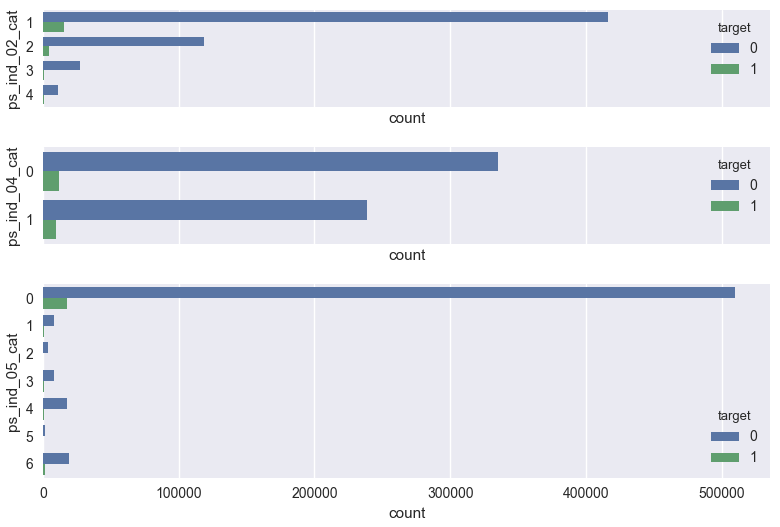 ps_ind_02_cat
1
2
3
4
target
0
1
count
ps_ind_04_cat
0
1
target
0
1
count
ps_ind_05_cat
0
1
2
3
4
5
6
target
0
1
0 100000 200000 300000 400000 500000
count